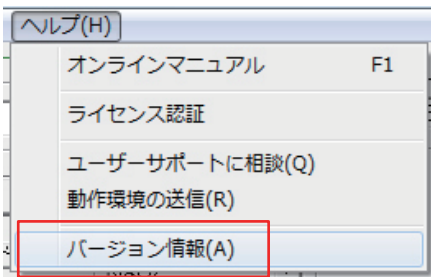 ヘルプ(H)
オンラインマニュアル F1
ライセンス認証
ユーザーサポートに相談(Q)
動作環境の送信(R)
バージョン情報(A)